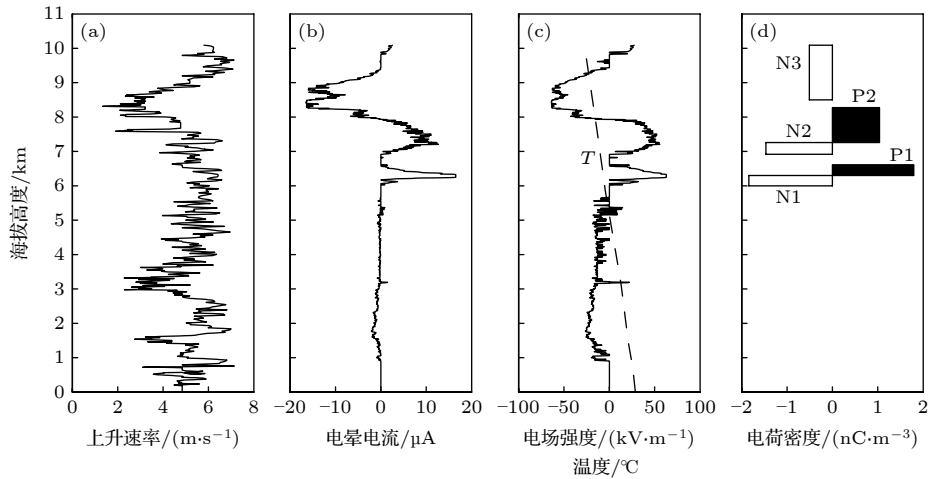 11
10
9
8
7
6
5
4
3
2
1
0
海拔高度/km
(a)
(b)
(c)
(d)
T
N3
P2
N2
P1
N1
0 2 4 6 8
−20 −10 0 10 20
−100 −50 0 50 100
−2 −1 0 1 2
上升速率/(m·s⁻¹)
电晕电流/μA
电场强度/(kV·m⁻¹)
温度/℃
电荷密度/(nC·m⁻³)